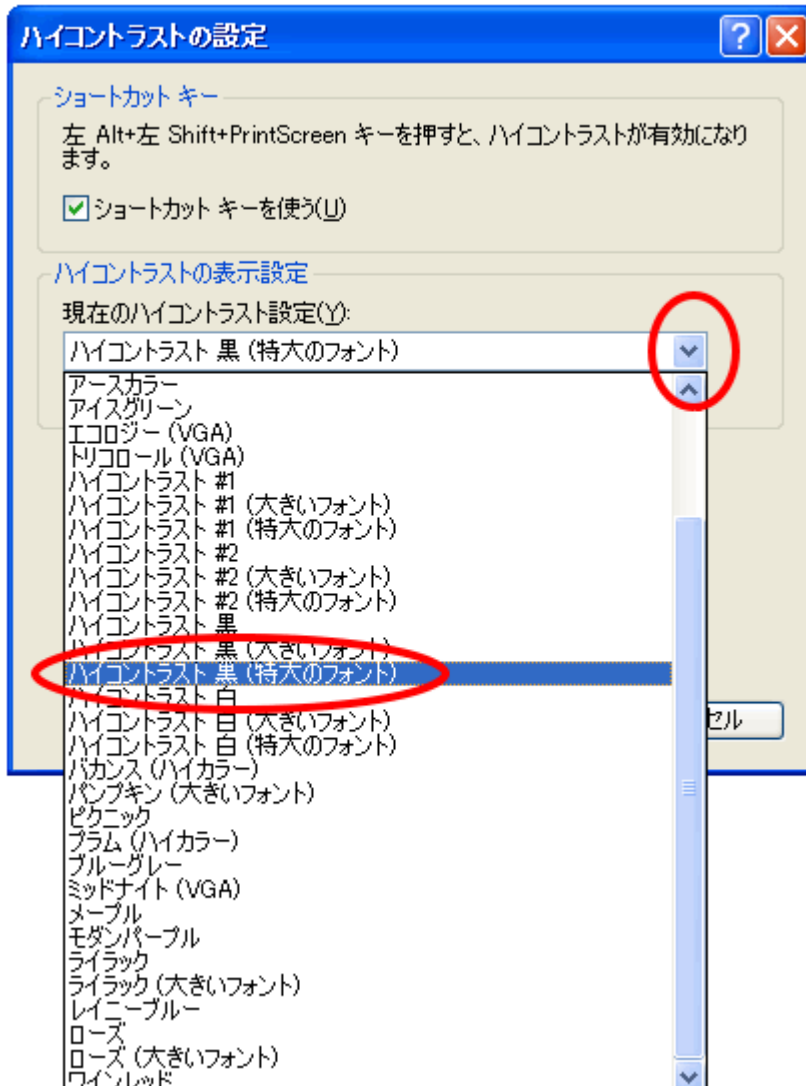 ハイコントラストの設定
ショートカット キー
左 Alt+左 Shift+PrintScreen キーを押すと、ハイコントラストが有効になり
ます。
ショートカット キーを使う(U)
ハイコントラストの表示設定
現在のハイコントラスト設定(Y):
ハイコントラスト 黒 (特大のフォント)
アースカラー
アイスグリーン
エコロジー (VGA)
トリコロール (VGA)
ハイコントラスト #1
ハイコントラスト #1 (大きいフォント)
ハイコントラスト #1 (特大のフォント)
ハイコントラスト #2
ハイコントラスト #2 (大きいフォント)
ハイコントラスト #2 (特大のフォント)
ハイコントラスト 黒
ハイコントラスト 黒 (大きいフォント)
ハイコントラスト 黒 (特大のフォント)
ハイコントラスト 白
ハイコントラスト 白 (大きいフォント)
ハイコントラスト 白 (特大のフォント)
セル
バカンス (ハイカラー)
パンプキン (大きいフォント)
ピクニック
プラム (ハイカラー)
ブルーグレー
ミッドナイト (VGA)
メープル
モダンパープル
ライラック
ライラック (大きいフォント)
レイニーブルー
ローズ
ローズ (大きいフォント)
ワインレッド